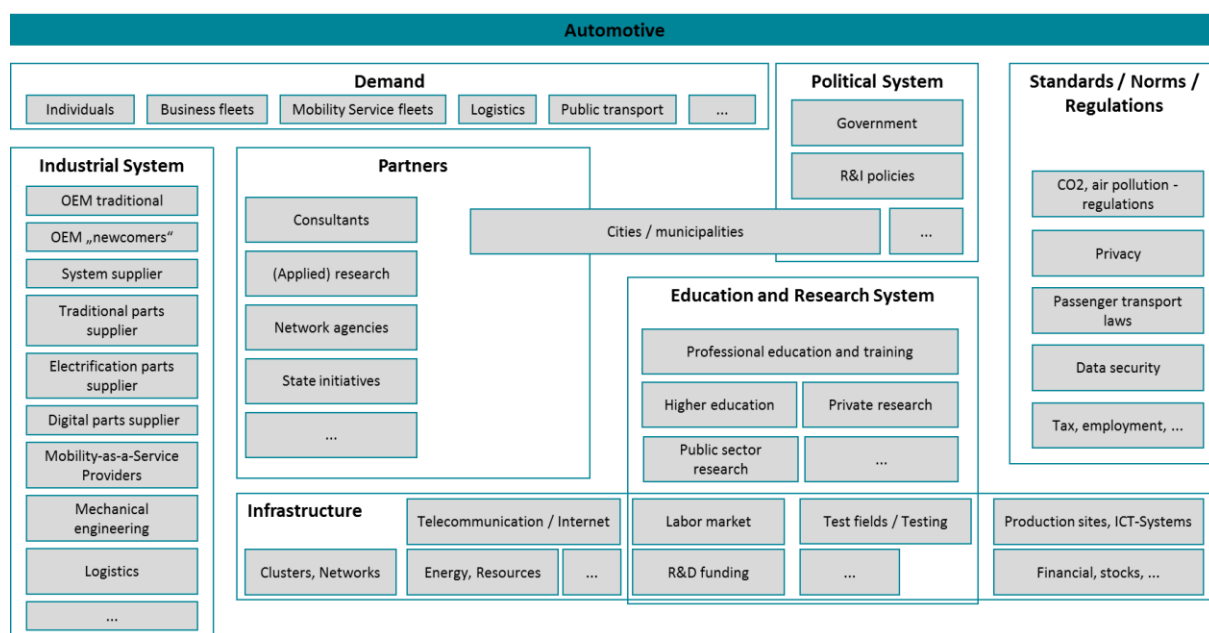 Automotive
Demand
Individuals
Business fleets
Mobility Service fleets
Logistics
Public transport
...
Political System
Government
R&I policies
Cities / municipalities
...
Standards / Norms /
Regulations
CO2, air pollution -
regulations
Privacy
Passenger transport
laws
Data security
Tax, employment, ...
Industrial System
OEM traditional
OEM „newcomers“
System supplier
Traditional parts
supplier
Electrification parts
supplier
Digital parts supplier
Mobility-as-a-Service
Providers
Mechanical
engineering
Logistics
...
Partners
Consultants
(Applied) research
Network agencies
State initiatives
...
Education and Research System
Professional education and training
Higher education
Private research
Public sector
research
...
Infrastructure
Telecommunication / Internet
Labor market
Test fields / Testing
Production sites, ICT-Systems
Clusters, Networks
Energy, Resources
...
R&D funding
...
Financial, stocks, ...